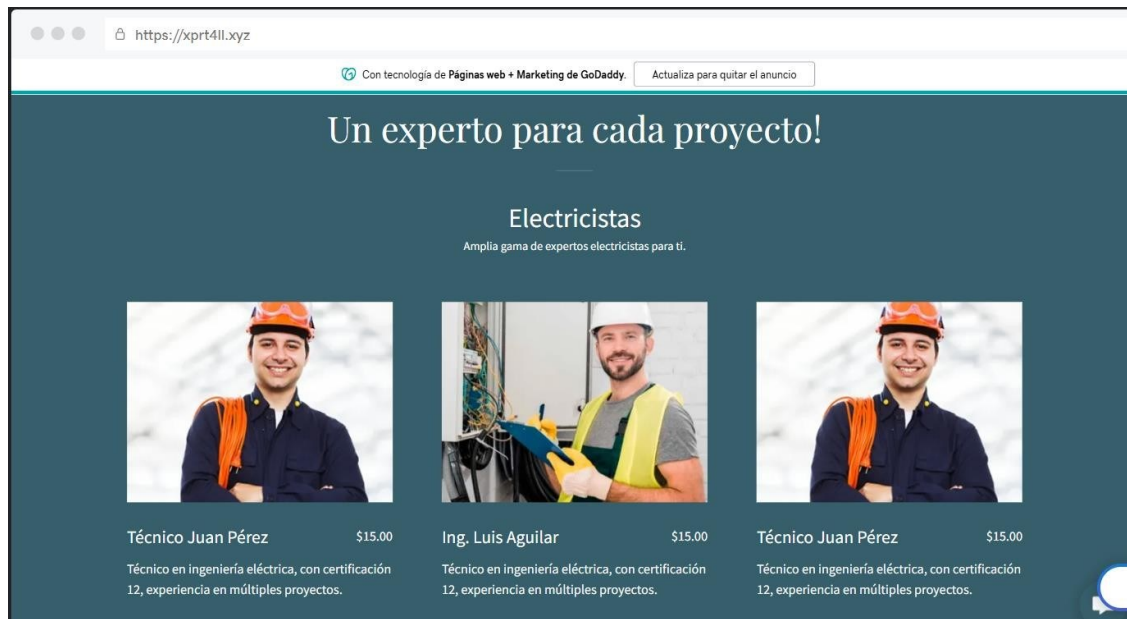 https://xprt4ll.xyz
Con tecnología de Páginas web + Marketing de GoDaddy. Actualiza para quitar el anuncio
Un experto para cada proyecto!
Electricistas
Amplia gama de expertos electricistas para ti.
Técnico Juan Pérez $15.00
Técnico en ingeniería eléctrica, con certificación
12, experiencia en múltiples proyectos.
Ing. Luis Aguilar $15.00
Técnico en ingeniería eléctrica, con certificación
12, experiencia en múltiples proyectos.
Técnico Juan Pérez $15.00
Técnico en ingeniería eléctrica, con certificación
12, experiencia en múltiples proyectos.